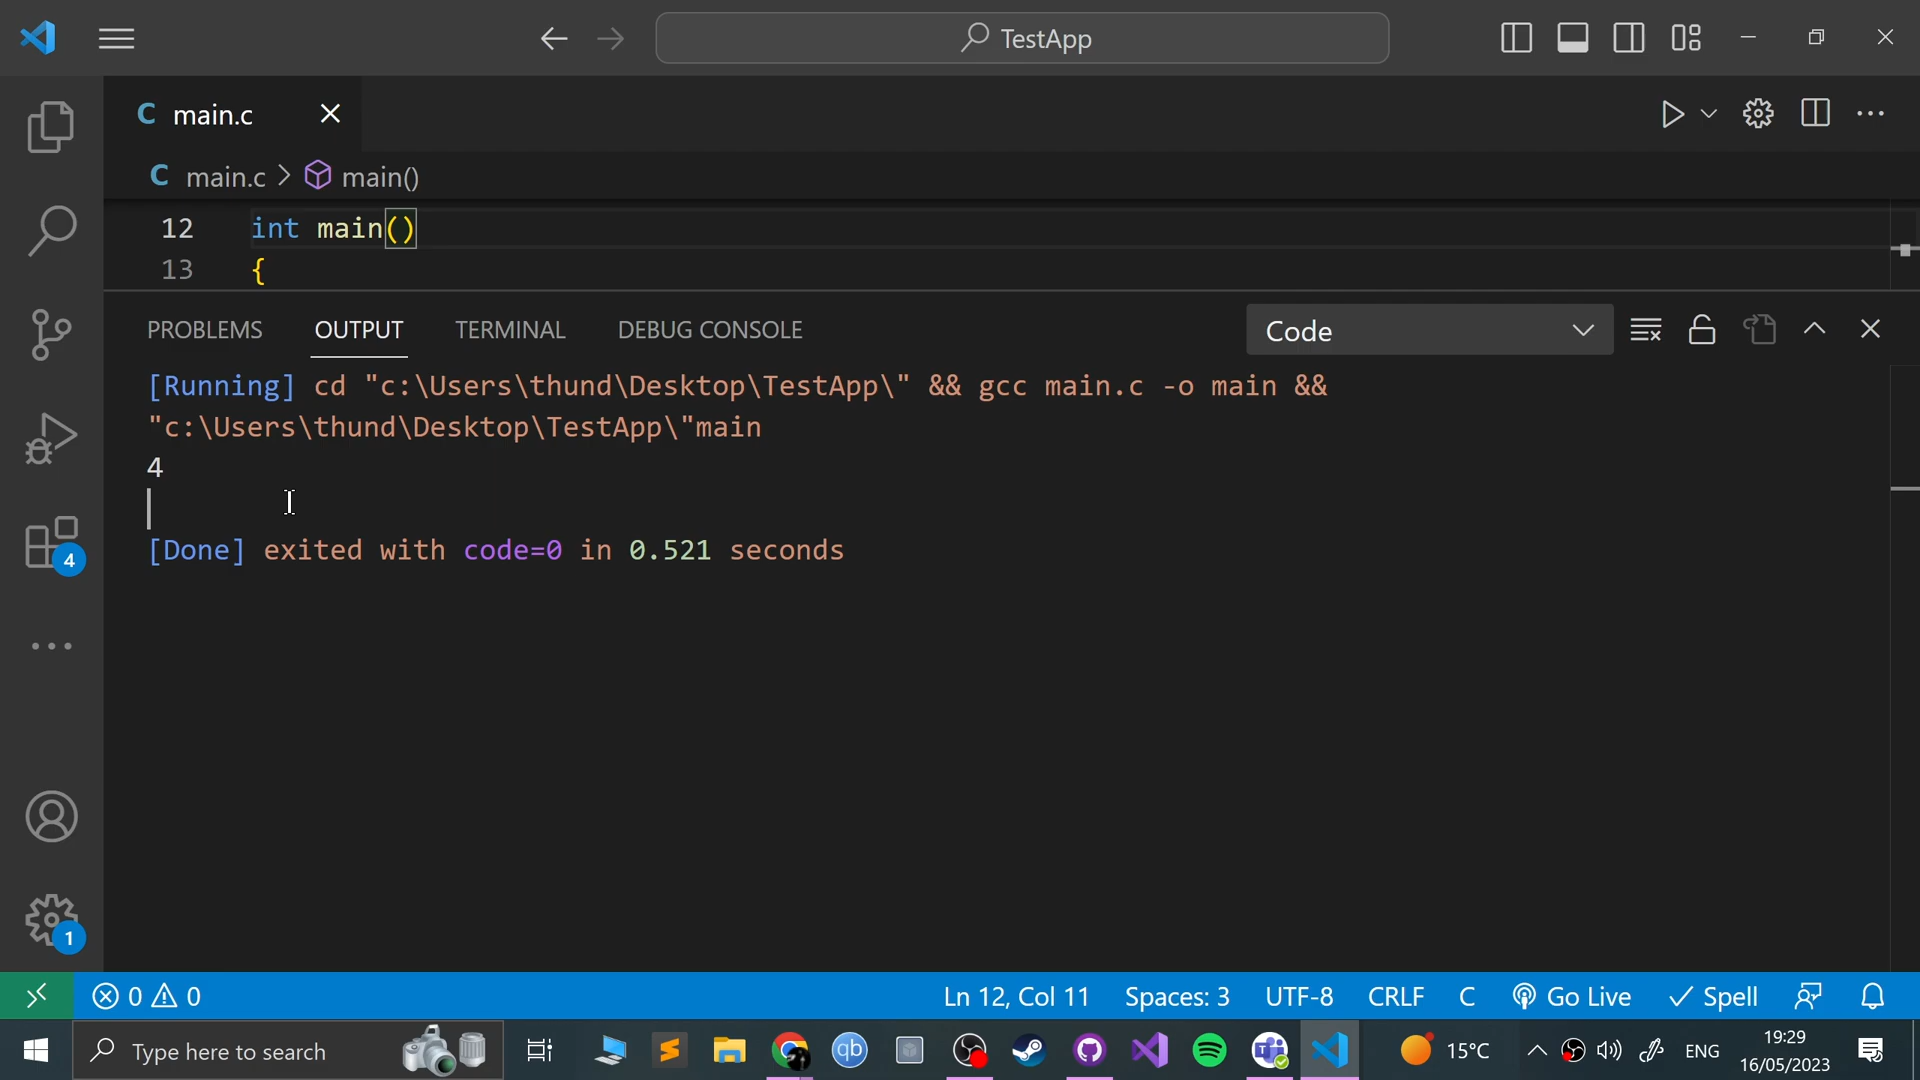 TestApp
C main.c
C main.c > main()
12 int main()
13 {
PROBLEMS OUTPUT TERMINAL DEBUG CONSOLE Code
[Running] cd "c:\Users\thund\Desktop\TestApp\" && gcc main.c -o main &&
"c:\Users\thund\Desktop\TestApp\"main
4
[Done] exited with code=0 in 0.521 seconds
4
1
0 0 Ln 12, Col 11 Spaces: 3 UTF-8 CRLF C Go Live Spell
Type here to search qb 15°C ENG 19:29
16/05/2023